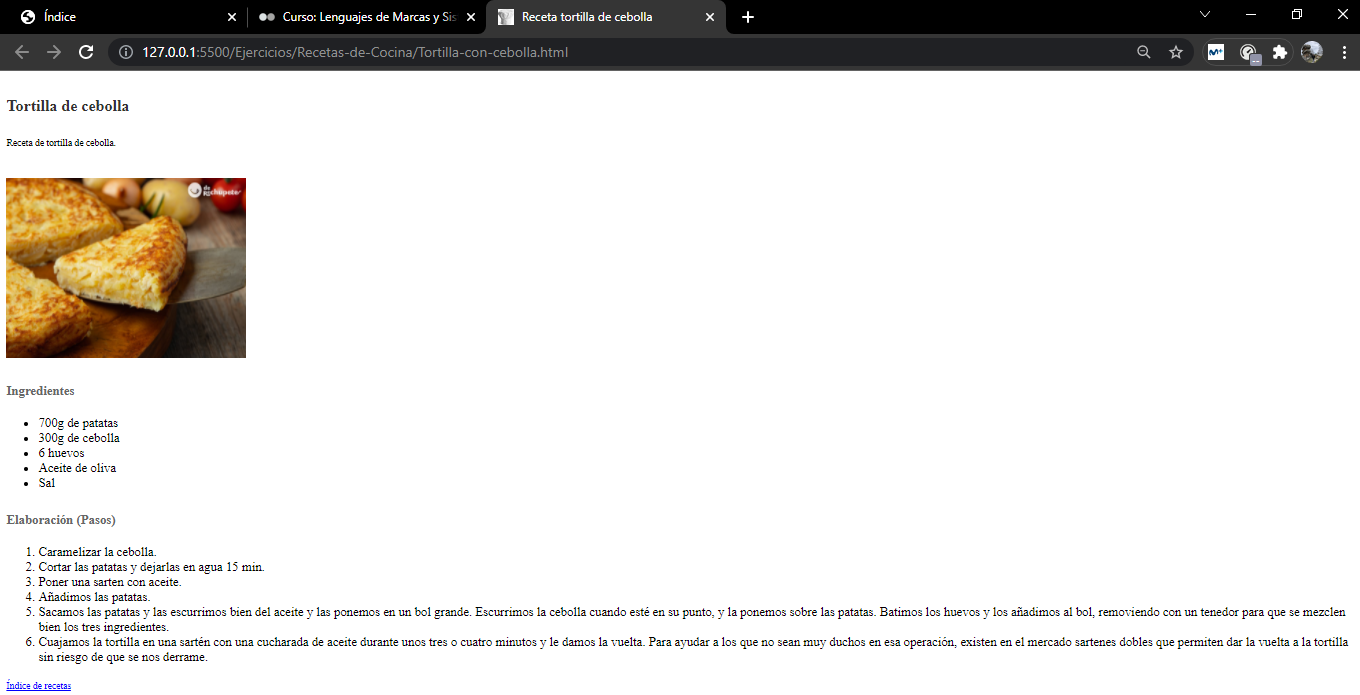 Índice
Curso: Lenguajes de Marcas y Sis
Receta tortilla de cebolla
127.0.0.1:5500/Ejercicios/Recetas-de-Cocina/Tortilla-con-cebolla.html
Tortilla de cebolla
Receta de tortilla de cebolla.
Ingredientes
700g de patatas
300g de cebolla
6 huevos
Aceite de oliva
Sal
Elaboración (Pasos)
1. Caramelizar la cebolla.
2. Cortar las patatas y dejarlas en agua 15 min.
3. Poner una sarten con aceite.
4. Añadimos las patatas.
5. Sacamos las patatas y las escurrimos bien del aceite y las ponemos en un bol grande. Escurrimos la cebolla cuando esté en su punto, y la ponemos sobre las patatas. Batimos los huevos y los añadimos al bol, removiendo con un tenedor para que se mezclen
bien los tres ingredientes.
6. Cuajamos la tortilla en una sartén con una cucharada de aceite durante unos tres o cuatro minutos y le damos la vuelta. Para ayudar a los que no sean muy duchos en esa operación, existen en el mercado sartenes dobles que permiten dar la vuelta a la tortilla
sin riesgo de que se nos derrame.
Índice de recetas